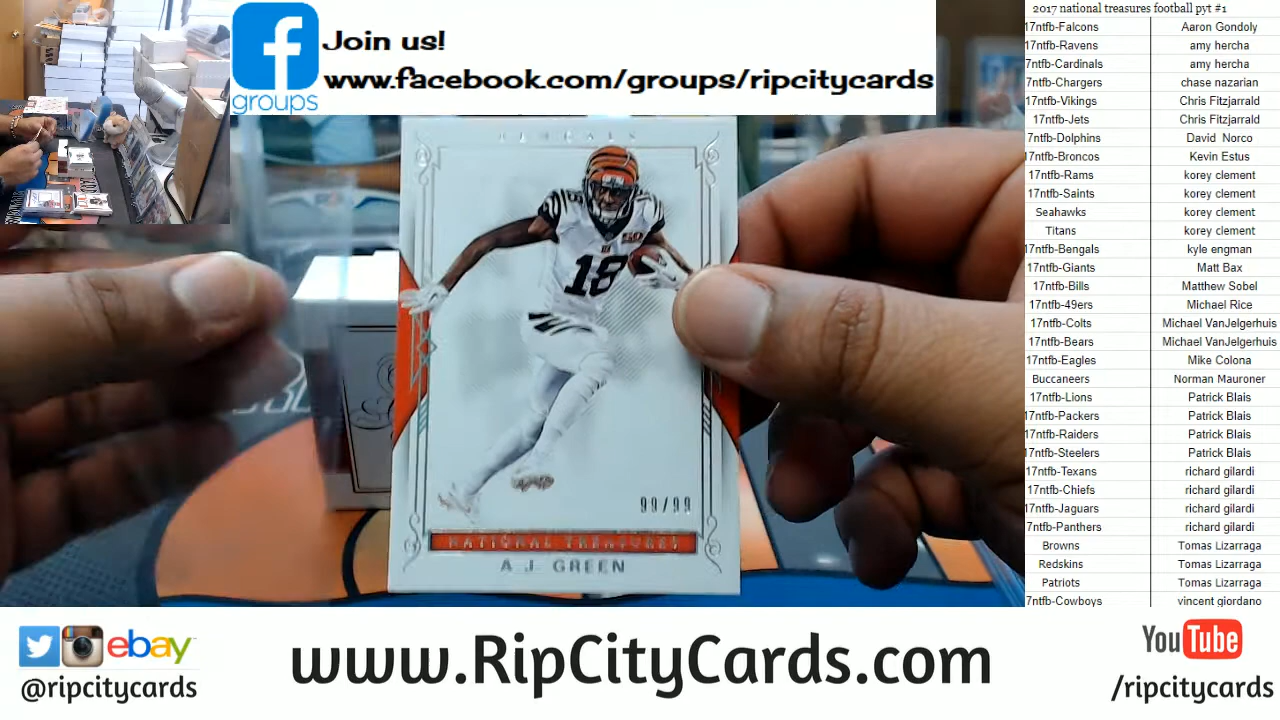 Join us!
www.facebook.com/groups/ripcitycards
groups
BENGALS
18
99/99
NATIONAL TREASURES
A.J. GREEN
2017 national treasures football pyt #1
17ntfb-Falcons Aaron Gondoly
17ntfb-Ravens amy hercha
7ntfb-Cardinals amy hercha
7ntfb-Chargers chase nazarian
17ntfb-Vikings Chris Fitzjarrald
17ntfb-Jets Chris Fitzjarrald
7ntfb-Dolphins David Norco
17ntfb-Broncos Kevin Estus
17ntfb-Rams korey clement
17ntfb-Saints korey clement
Seahawks korey clement
Titans korey clement
17ntfb-Bengals kyle engman
17ntfb-Giants Matt Bax
17ntfb-Bills Matthew Sobel
17ntfb-49ers Michael Rice
17ntfb-Colts Michael VanJelgerhuis
17ntfb-Bears Michael VanJelgerhuis
17ntfb-Eagles Mike Colona
Buccaneers Norman Mauroner
17ntfb-Lions Patrick Blais
17ntfb-Packers Patrick Blais
17ntfb-Raiders Patrick Blais
17ntfb-Steelers Patrick Blais
17ntfb-Texans richard gilardi
17ntfb-Chiefs richard gilardi
17ntfb-Jaguars richard gilardi
7ntfb-Panthers richard gilardi
Browns Tomas Lizarraga
Redskins Tomas Lizarraga
Patriots Tomas Lizarraga
7ntfb-Cowboys vincent giordano
ebay
@ripcitycards
www.RipCityCards.com
YouTube
/ripcitycards